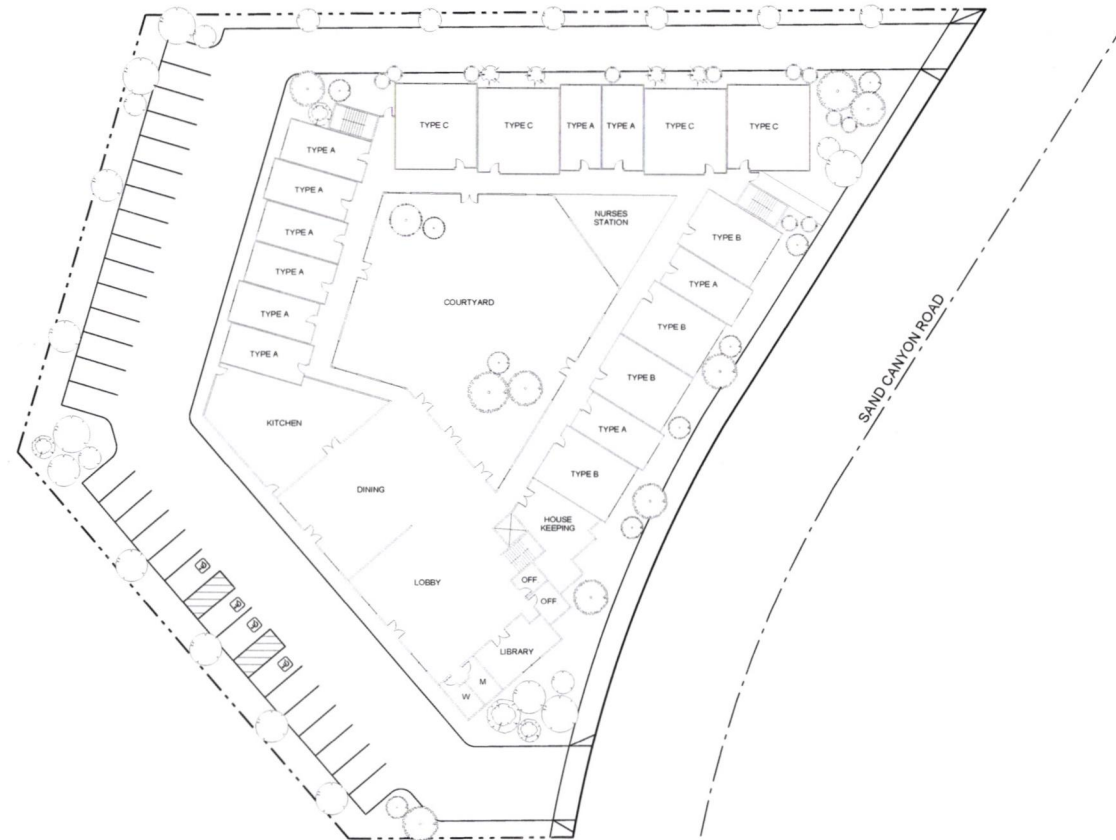 TYPE C
TYPE C
TYPE A
TYPE A
TYPE C
TYPE C
TYPE A
TYPE A
TYPE A
TYPE A
TYPE A
TYPE A
NURSES
STATION
TYPE B
TYPE A
TYPE B
TYPE B
TYPE A
TYPE B
COURTYARD
SAND CANYON ROAD
KITCHEN
DINING
HOUSE
KEEPING
LOBBY
OFF
OFF
LIBRARY
M
W